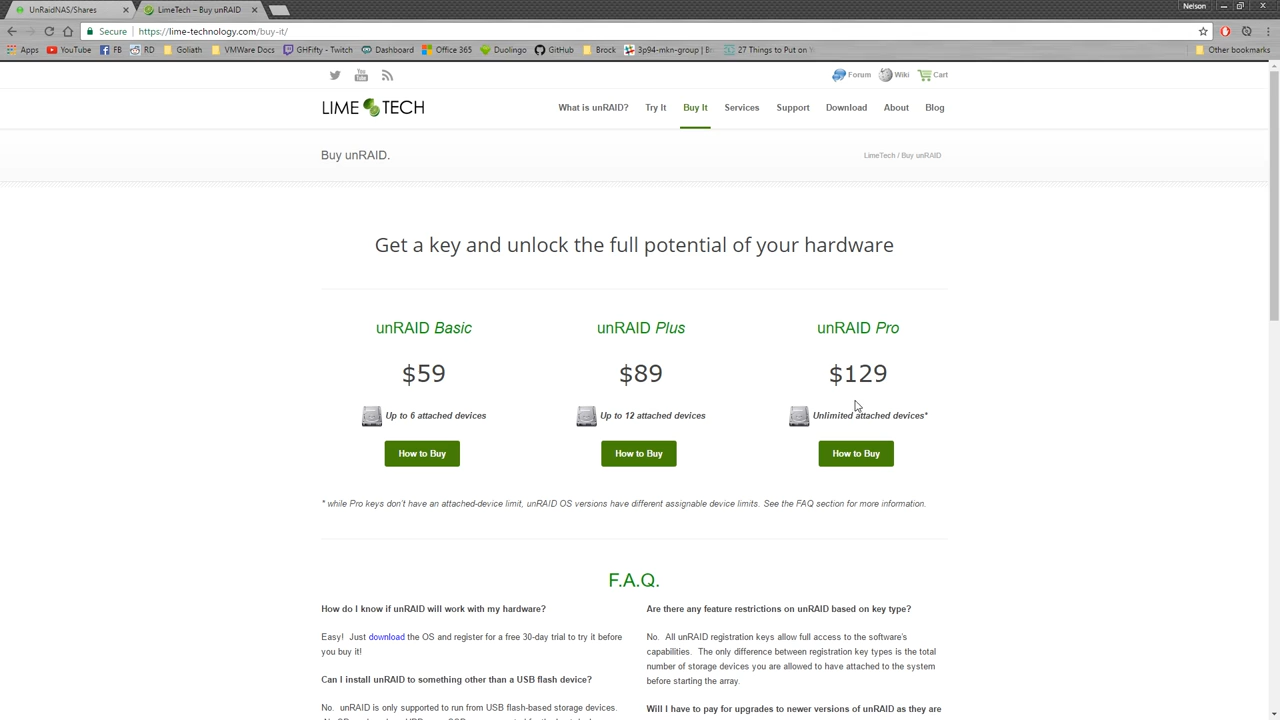 UnRaidNAS/Shares
LimeTech – Buy unRAID
Nelson
Secure
https://lime-technology.com/buy-it/
Apps YouTube FB RD Goliath VMWare Docs GHFifty - Twitch Dashboard Office 365 Duolingo GitHub Brock 3p94-mkn-group | B 27 Things to Put on Y Other bookmarks
Forum Wiki Cart
LIME TECH
What is unRAID? Try It Buy It Services Support Download About Blog
Buy unRAID.
LimeTech / Buy unRAID
Get a key and unlock the full potential of your hardware
unRAID Basic unRAID Plus unRAID Pro
$59 $89 $129
Up to 6 attached devices Up to 12 attached devices Unlimited attached devices*
How to Buy How to Buy How to Buy
* while Pro keys don't have an attached-device limit, unRAID OS versions have different assignable device limits. See the FAQ section for more information.
F.A.Q.
How do I know if unRAID will work with my hardware?
Easy! Just download the OS and register for a free 30-day trial to try it before
you buy it!
Can I install unRAID to something other than a USB flash device?
No. unRAID is only supported to run from USB flash-based storage devices.
Are there any feature restrictions on unRAID based on key type?
No. All unRAID registration keys allow full access to the software's
capabilities. The only difference between registration key types is the total
number of storage devices you are allowed to have attached to the system
before starting the array.
Will I have to pay for upgrades to newer versions of unRAID as they are